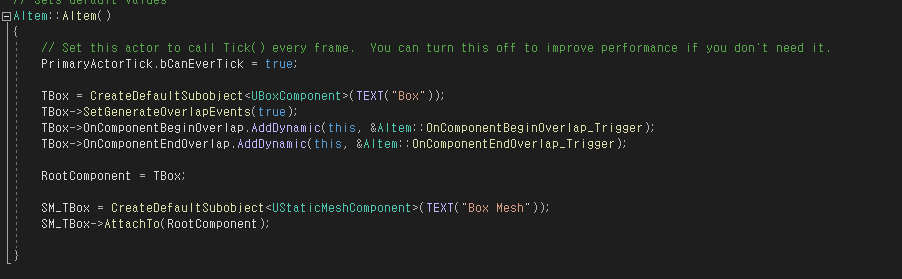 // Sets default values
AItem::AItem()
{
// Set this actor to call Tick() every frame.  You can turn this off to improve performance if you don't need it.
PrimaryActorTick.bCanEverTick = true;
TBox = CreateDefaultSubobject<UBoxComponent>(TEXT("Box"));
TBox->SetGenerateOverlapEvents(true);
TBox->OnComponentBeginOverlap.AddDynamic(this, &AItem::OnComponentBeginOverlap_Trigger);
TBox->OnComponentEndOverlap.AddDynamic(this, &AItem::OnComponentEndOverlap_Trigger);
RootComponent = TBox;
SM_TBox = CreateDefaultSubobject<UStaticMeshComponent>(TEXT("Box Mesh"));
SM_TBox->AttachTo(RootComponent);
}